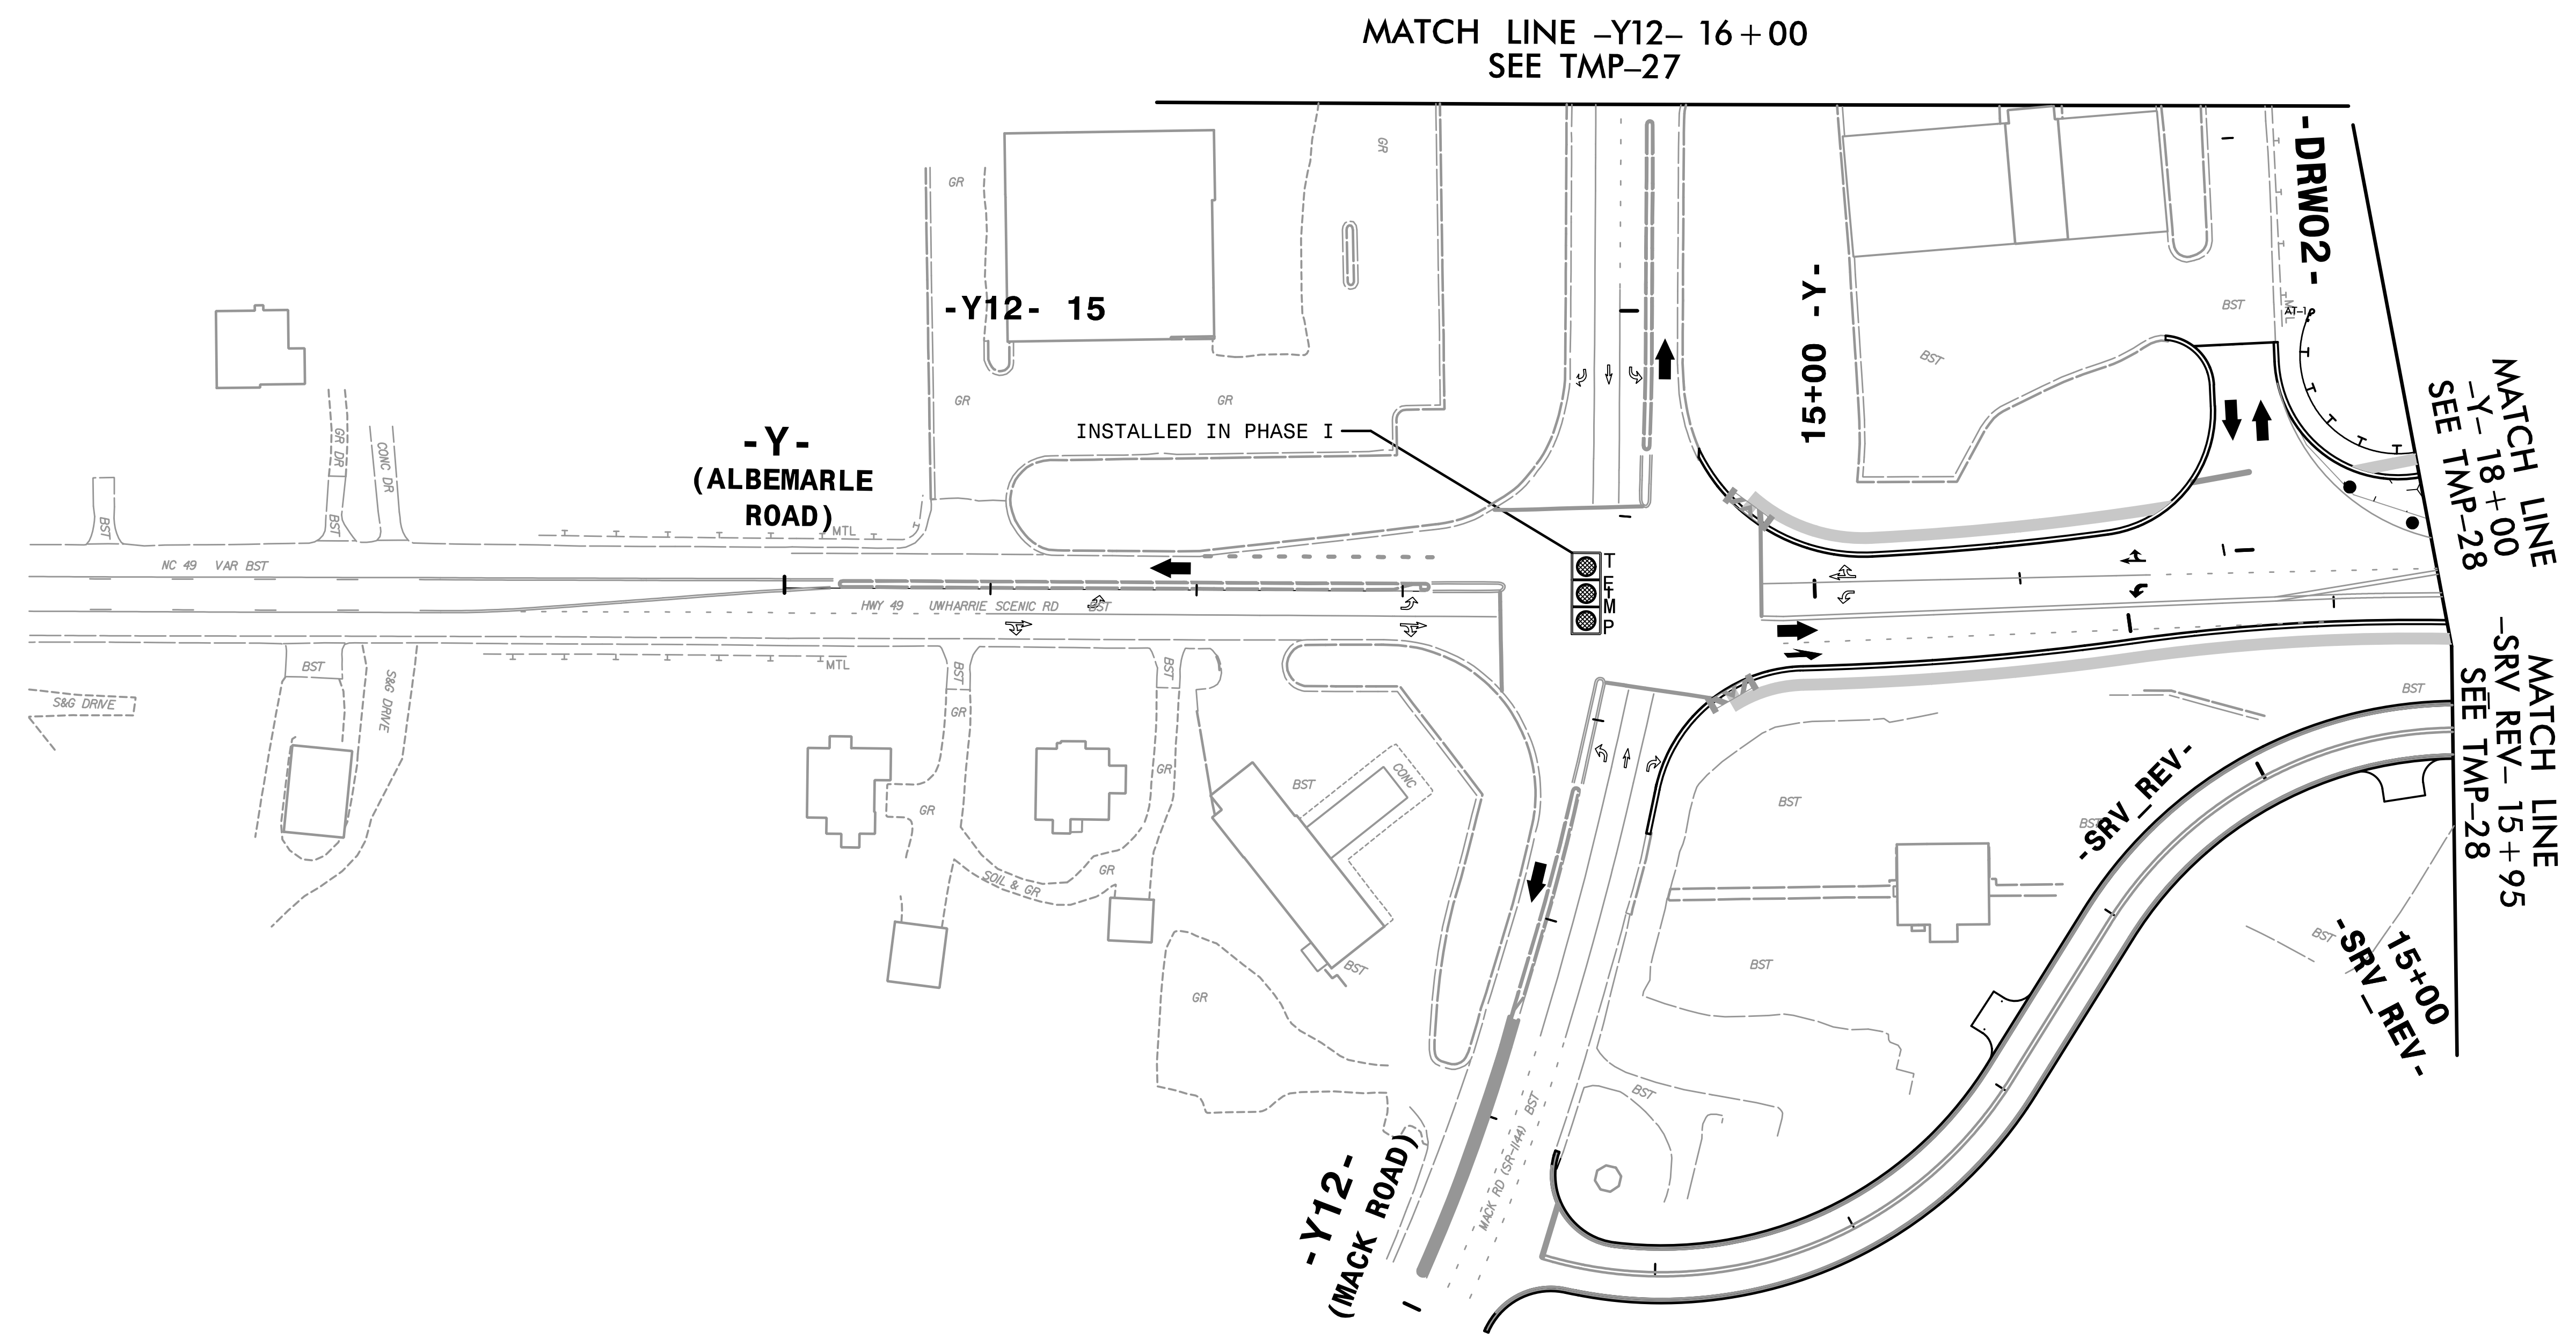 MATCH LINE –Y12– 16+00
SEE TMP–27
-DRW02-
GR
GR
-Y12- 15
15+00 -Y-
BST
AT-1
BST
GR
GR
INSTALLED IN PHASE I
MATCH LINE
–Y– 18+00
SEE TMP–28
-Y-
(ALBEMARLE
ROAD)
GR DR
CONC DR
BST
BST
MTL
NC 49 VAR BST
HWY 49 UWHARRIE SCENIC RD
BST
TEMP
MATCH LINE
–SRV REV– 15+95
SEE TMP–28
BST
S&G DRIVE
S&G DRIVE
MTL
BST
BST
GR
GR
GR
GR
SOIL & GR
BST
CONC
BST
GR
BST
BST
BST
BST
BST
-SRV_REV-
15+00
-SRV_REV-
BST
BST
MACK RD (SR-1144)
-Y12-
(MACK ROAD)